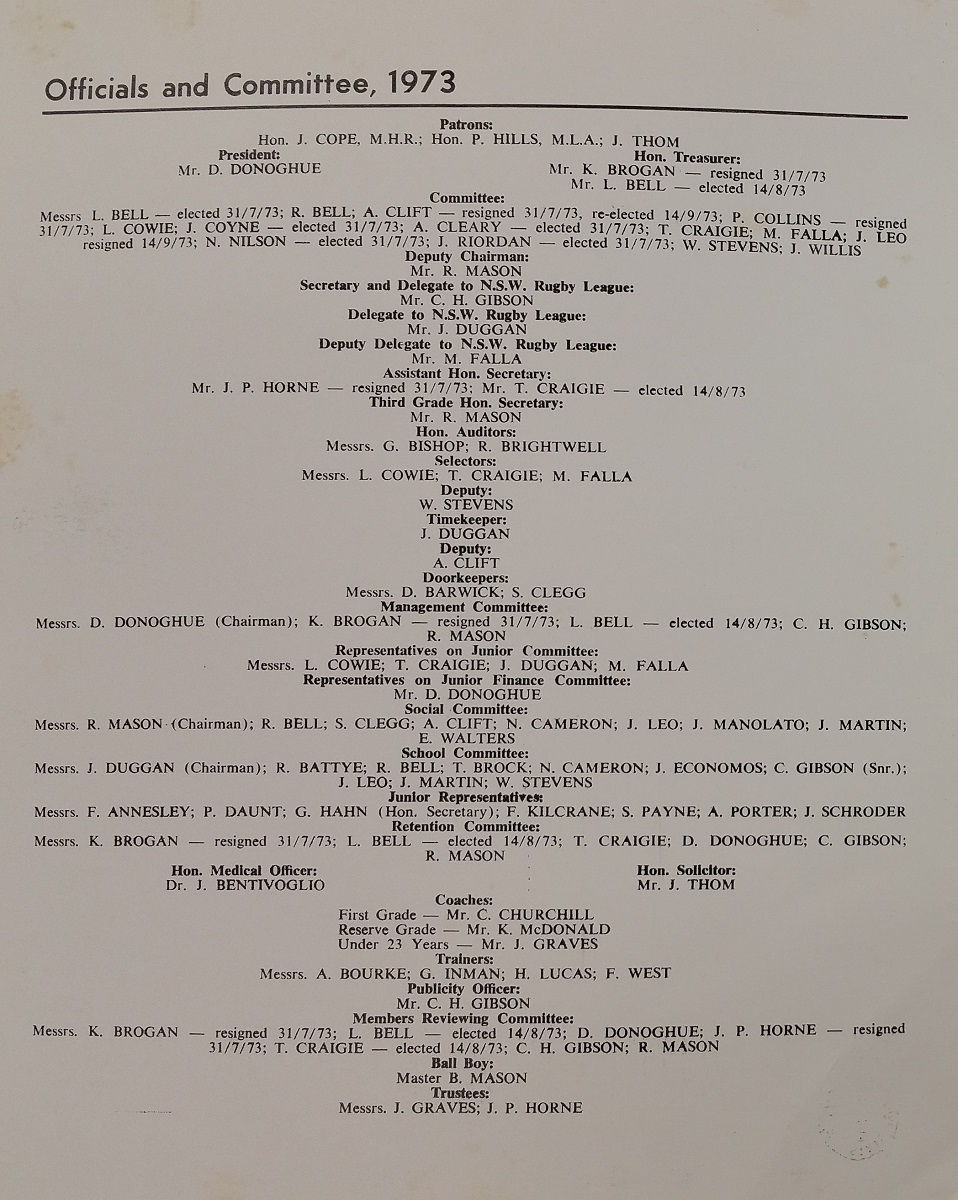 Officials and Committee, 1973
Patrons:
Hon. J. COPE, M.H.R.; Hon. P. HILLS, M.L.A.; J. THOM
President:
Mr. D. DONOGHUE
Hon. Treasurer:
Mr. K. BROGAN — resigned 31/7/73
Mr. L. BELL — elected 14/8/73
Committee:
Messrs L. BELL — elected 31/7/73; R. BELL; A. CLIFT — resigned 31/7/73, re-elected 14/9/73; P. COLLINS — resigned
31/7/73; L. COWIE; J. COYNE — elected 31/7/73; A. CLEARY — elected 31/7/73; T. CRAIGIE; M. FALLA; J. LEO
resigned 14/9/73; N. NILSON — elected 31/7/73; J. RIORDAN — elected 31/7/73; W. STEVENS; J. WILLIS
Deputy Chairman:
Mr. R. MASON
Secretary and Delegate to N.S.W. Rugby League:
Mr. C. H. GIBSON
Delegate to N.S.W. Rugby League:
Mr. J. DUGGAN
Deputy Delegate to N.S.W. Rugby League:
Mr. M. FALLA
Assistant Hon. Secretary:
Mr. J. P. HORNE — resigned 31/7/73; Mr. T. CRAIGIE — elected 14/8/73
Third Grade Hon. Secretary:
Mr. R. MASON
Hon. Auditors:
Messrs. G. BISHOP; R. BRIGHTWELL
Selectors:
Messrs. L. COWIE; T. CRAIGIE; M. FALLA
Deputy:
W. STEVENS
Timekeeper:
J. DUGGAN
Deputy:
A. CLIFT
Doorkeepers:
Messrs. D. BARWICK; S. CLEGG
Management Committee:
Messrs. D. DONOGHUE (Chairman); K. BROGAN — resigned 31/7/73; L. BELL — elected 14/8/73; C. H. GIBSON;
R. MASON
Representatives on Junior Committee:
Messrs. L. COWIE; T. CRAIGIE; J. DUGGAN; M. FALLA
Representatives on Junior Finance Committee:
Mr. D. DONOGHUE
Social Committee:
Messrs. R. MASON (Chairman); R. BELL; S. CLEGG; A. CLIFT; N. CAMERON; J. LEO; J. MANOLATO; J. MARTIN;
E. WALTERS
School Committee:
Messrs. J. DUGGAN (Chairman); R. BATTYE; R. BELL; T. BROCK; N. CAMERON; J. ECONOMOS; C. GIBSON (Snr.);
J. LEO; J. MARTIN; W. STEVENS
Junior Representatives:
Messrs. F. ANNESLEY; P. DAUNT; G. HAHN (Hon. Secretary); F. KILCRANE; S. PAYNE; A. PORTER; J. SCHRODER
Retention Committee:
Messrs. K. BROGAN — resigned 31/7/73; L. BELL — elected 14/8/73; T. CRAIGIE; D. DONOGHUE; C. GIBSON;
R. MASON
Hon. Medical Officer:
Dr. J. BENTIVOGLIO
Hon. Solicitor:
Mr. J. THOM
Coaches:
First Grade — Mr. C. CHURCHILL
Reserve Grade — Mr. K. McDONALD
Under 23 Years — Mr. J. GRAVES
Trainers:
Messrs. A. BOURKE; G. INMAN; H. LUCAS; F. WEST
Publicity Officer:
Mr. C. H. GIBSON
Members Reviewing Committee:
Messrs. K. BROGAN — resigned 31/7/73; L. BELL — elected 14/8/73; D. DONOGHUE; J. P. HORNE — resigned
31/7/73; T. CRAIGIE — elected 14/8/73; C. H. GIBSON; R. MASON
Ball Boy:
Master B. MASON
Trustees:
Messrs. J. GRAVES; J. P. HORNE